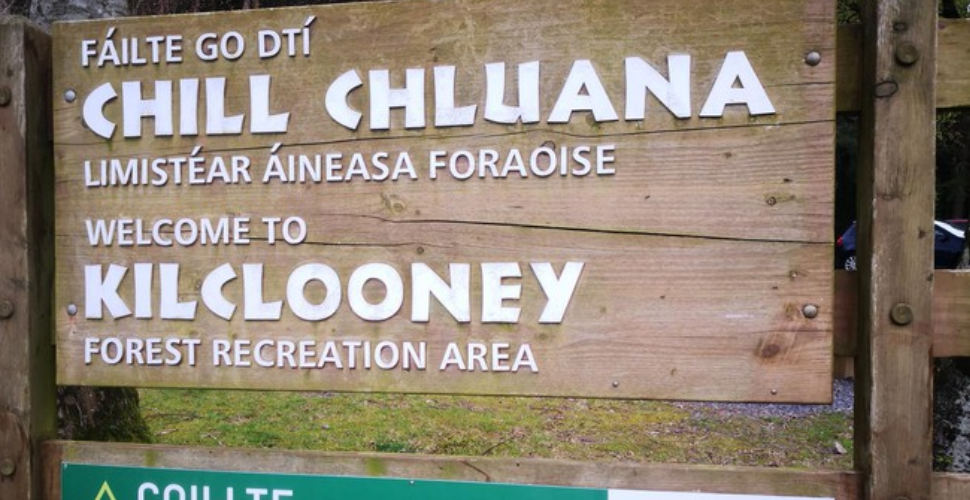 FÁILTE GO DTÍ
CHILL CHLUANA
LIMISTÉAR ÁINEASA FORAOISE
WELCOME TO
KILCLOONEY
FOREST RECREATION AREA
COILLTE